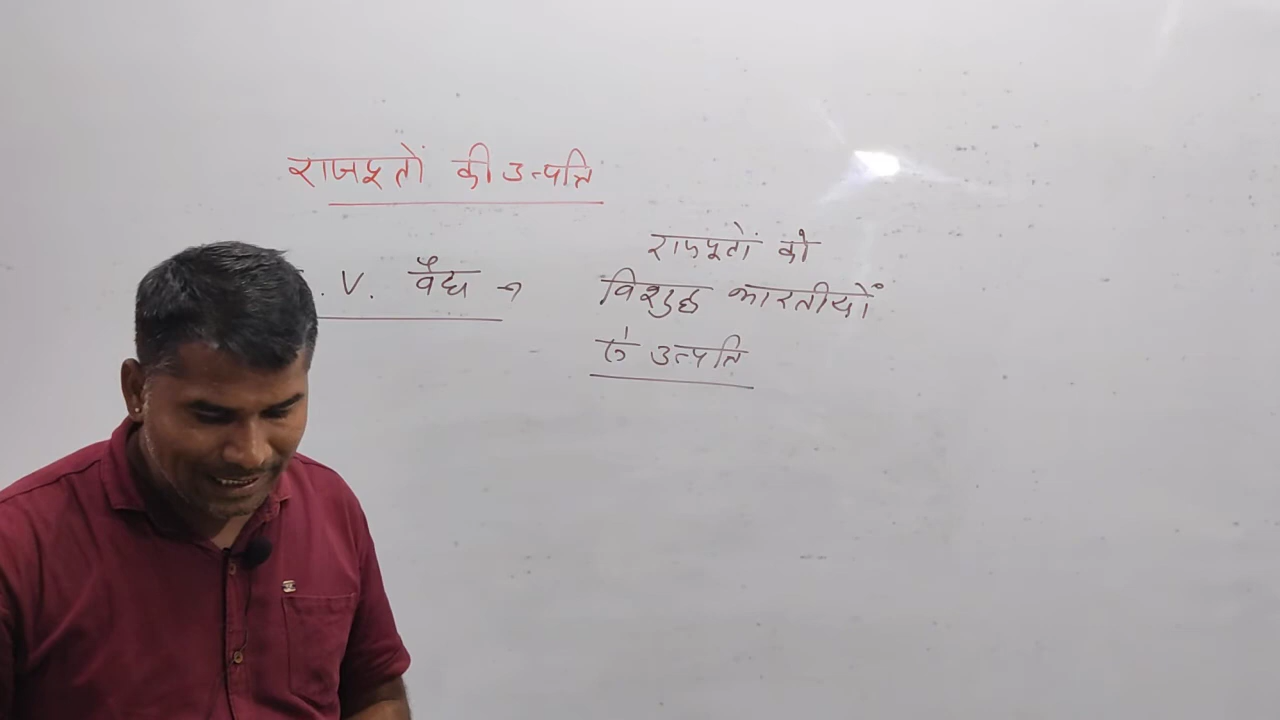 राजपूतों की उत्पत्ति
. V. वैद्य →
राजपूतों को
विशुद्ध भारतीयों
से उत्पत्ति